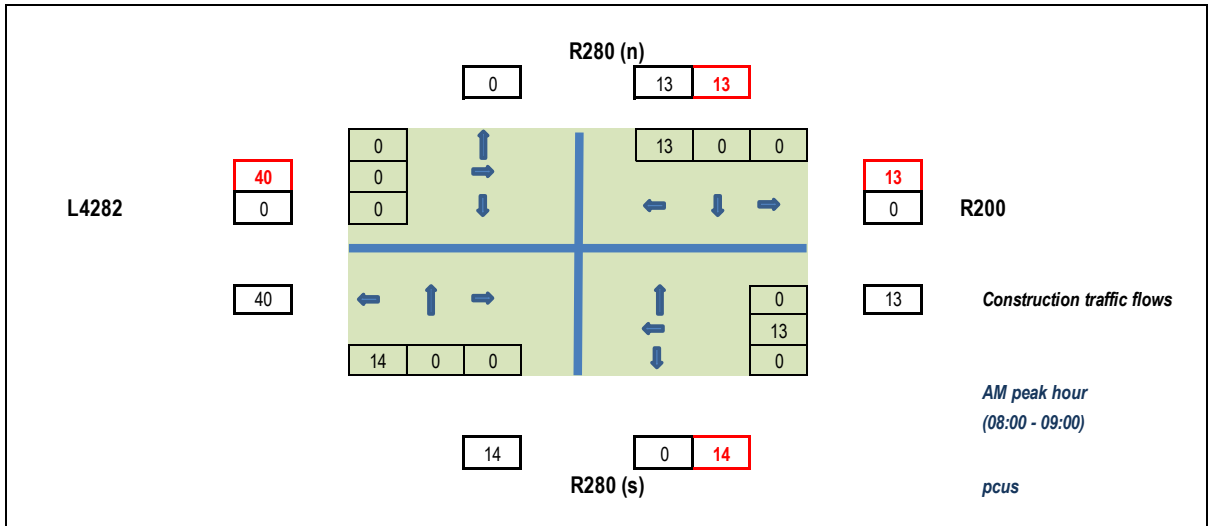 R280 (n)
0 13 13
0 13 0 0
0
0
40 13
L4282 0 0 R200
40 13 Construction traffic flows
0
13
14 0 0 0
AM peak hour
(08:00 - 09:00)
14 0 14
R280 (s)
pcus